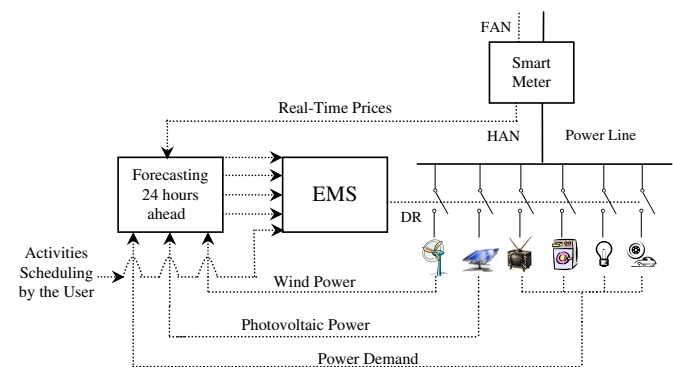 FAN
Smart
Meter
Real-Time Prices
HAN
Power Line
Forecasting
24 hours
ahead
EMS
DR
Activities
Scheduling
by the User
Wind Power
Photovoltaic Power
Power Demand